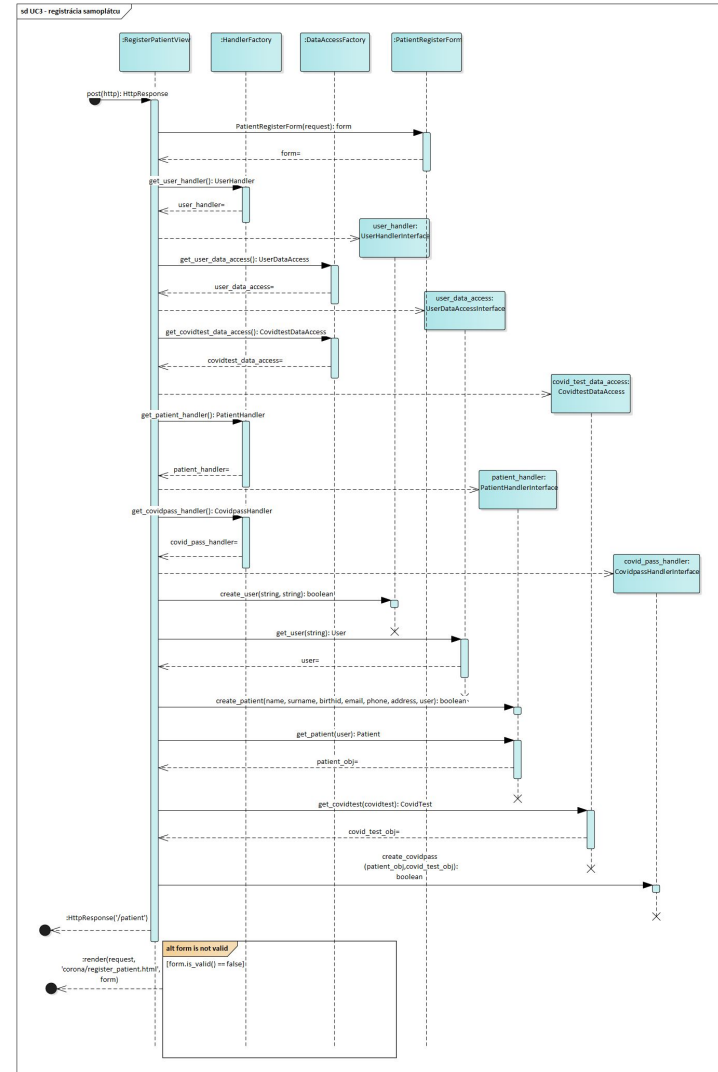 sd UC3 - registrácia samoplátcu
:RegisterPatientView
:HandlerFactory
:DataAccessFactory
:PatientRegisterForm
post(http): HttpResponse
PatientRegisterForm(request): form
form=
get_user_handler(): UserHandler
user_handler=
user_handler:
UserHandlerInterface
get_user_data_access(): UserDataAccess
user_data_access=
user_data_access:
UserDataAccessInterface
get_covidtest_data_access(): CovidtestDataAccess
covidtest_data_access=
covid_test_data_access:
CovidtestDataAccess
get_patient_handler(): PatientHandler
patient_handler=
patient_handler:
PatientHandlerInterface
get_covidpass_handler(): CovidpassHandler
covid_pass_handler=
covid_pass_handler:
CovidpassHandlerInterface
create_user(string, string): boolean
get_user(string): User
user=
create_patient(name, surname, birthid, email, phone, address, user): boolean
get_patient(user): Patient
patient_obj=
get_covidtest(covidtest): CovidTest
covid_test_obj=
create_covidpass
(patient_obj,covid_test_obj):
boolean
:HttpResponse('/patient')
alt form is not valid
[form.is_valid() == false]
:render(request,
'corona/register_patient.html',
form)